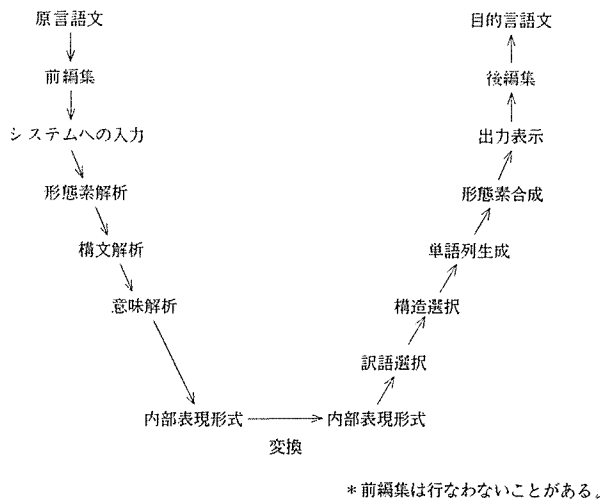 原言語文
前編集
システムへの入力
形態素解析
構文解析
意味解析
内部表現形式
変換
内部表現形式
訳語選択
構造選択
単語列生成
形態素合成
出力表示
後編集
目的言語文
＊前編集は行なわないことがある。